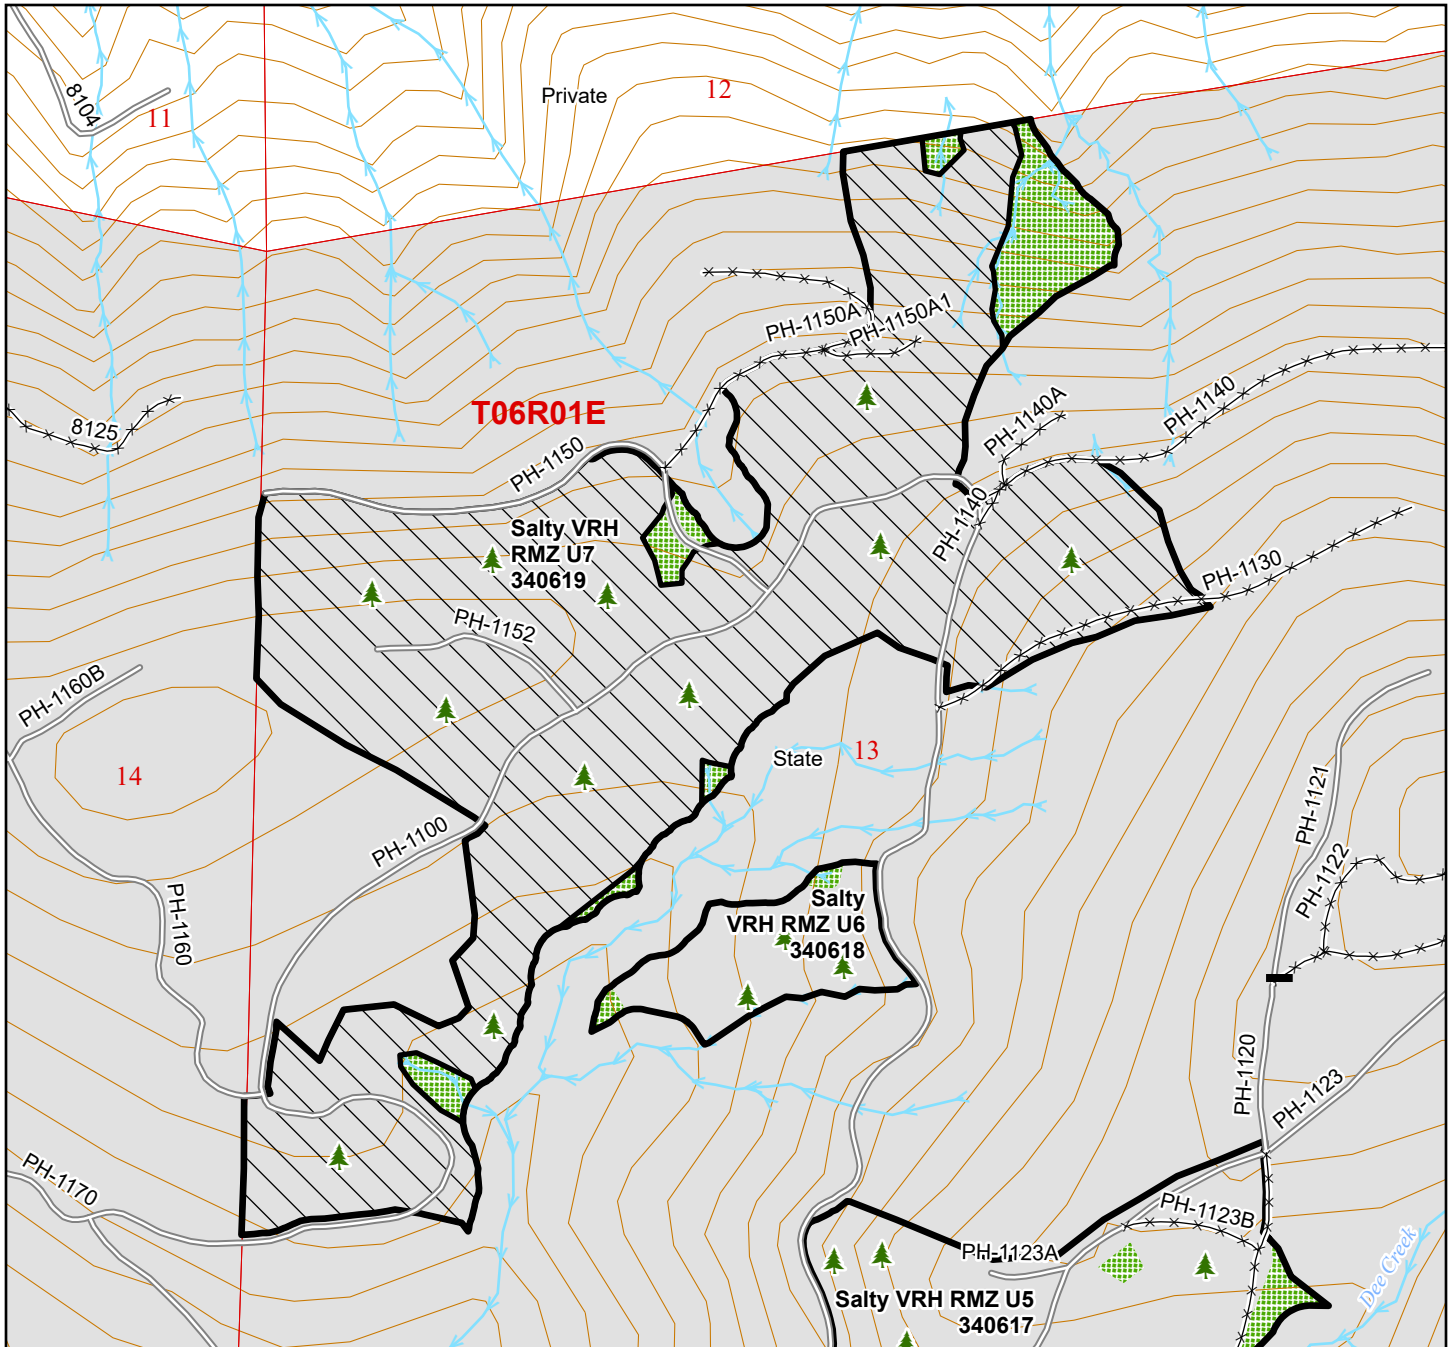 8104
11
Private
12
PH-1150A
PH-1150A1
T06R01E
8125
PH-1140A
PH-1140
PH-1150
Salty VRH
RMZ U7
340619
PH-1140
PH-1130
PH-1152
PH-1160B
14
State
13
PH-1121
PH-1100
PH-1122
PH-1160
Salty
VRH RMZ U6
340618
PH-1120
PH-1123
PH-1170
PH-1123B
PH-1123A
Dee Creek
Salty VRH RMZ U5
340617